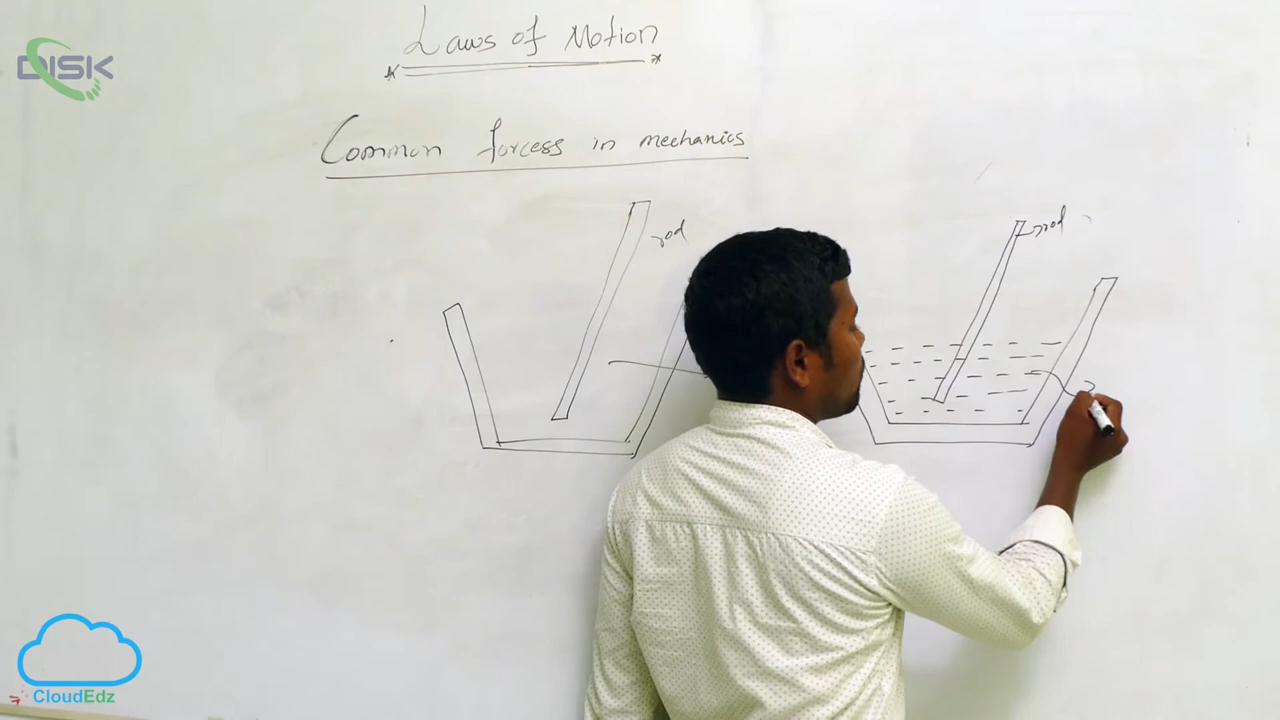 DISK
Laws of Motion
Common forcess in mechanics
rod
rod
CloudEdz